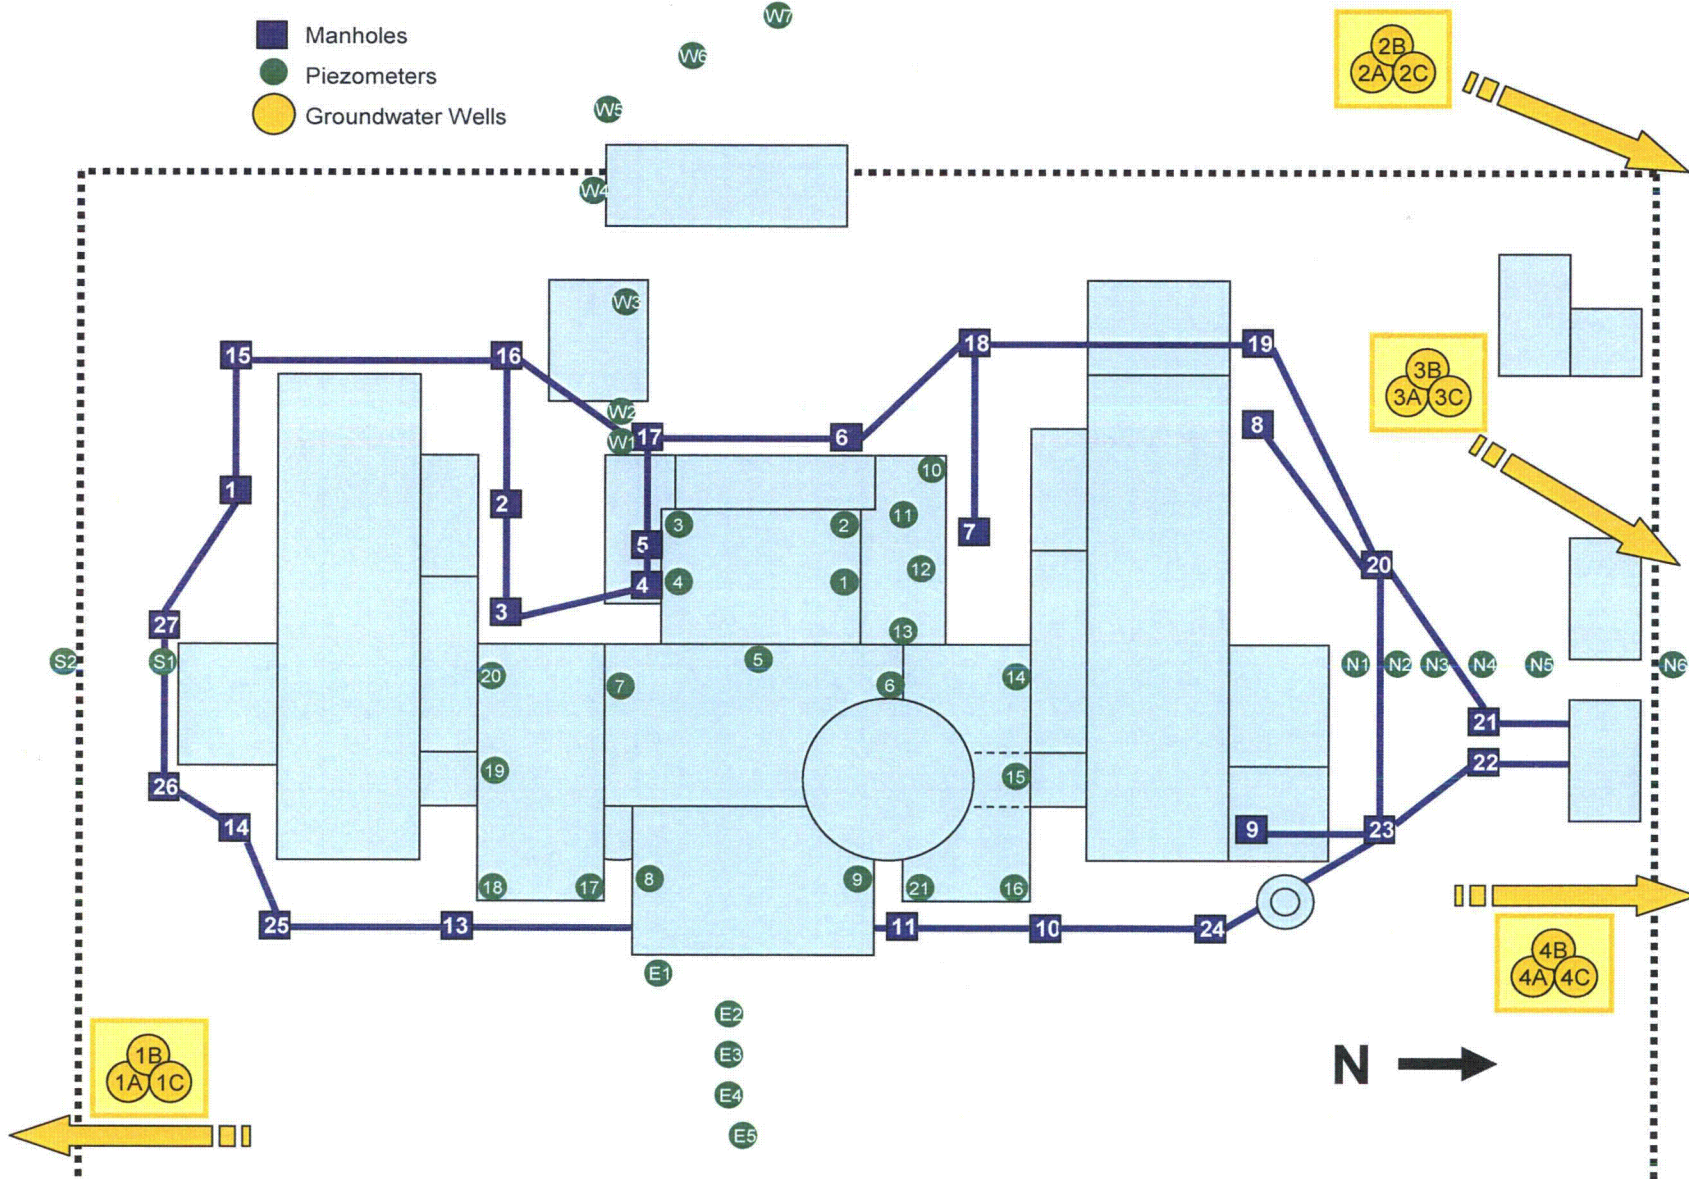 W7
Manholes
2B
W6
2A 2C
Piezometers
W5
Groundwater Wells
W4
W3
15
16
18
19
3B
3A 3C
W2
W1
17
6
8
10
1
2
11
3
2
7
5
12
20
4
4
1
3
27
13
S2
S1
5
N1
N2
N3
N4
N5
N6
20
7
6
14
21
19
15
22
26
14
9
23
18
17
8
9
21
16
25
13
11
10
24
4B
4A 4C
E1
E2
1B
1A 1C
E3
N
E4
E5